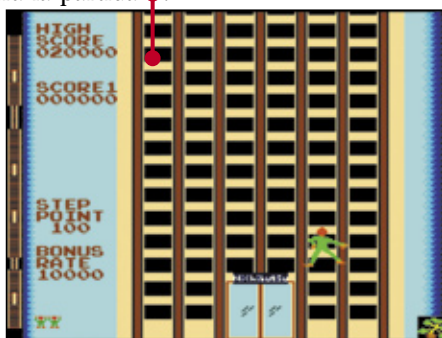 HIGH
SCORE
020000
SCORE1
000000
STEP
POINT
100
BONUS
RATE
10000